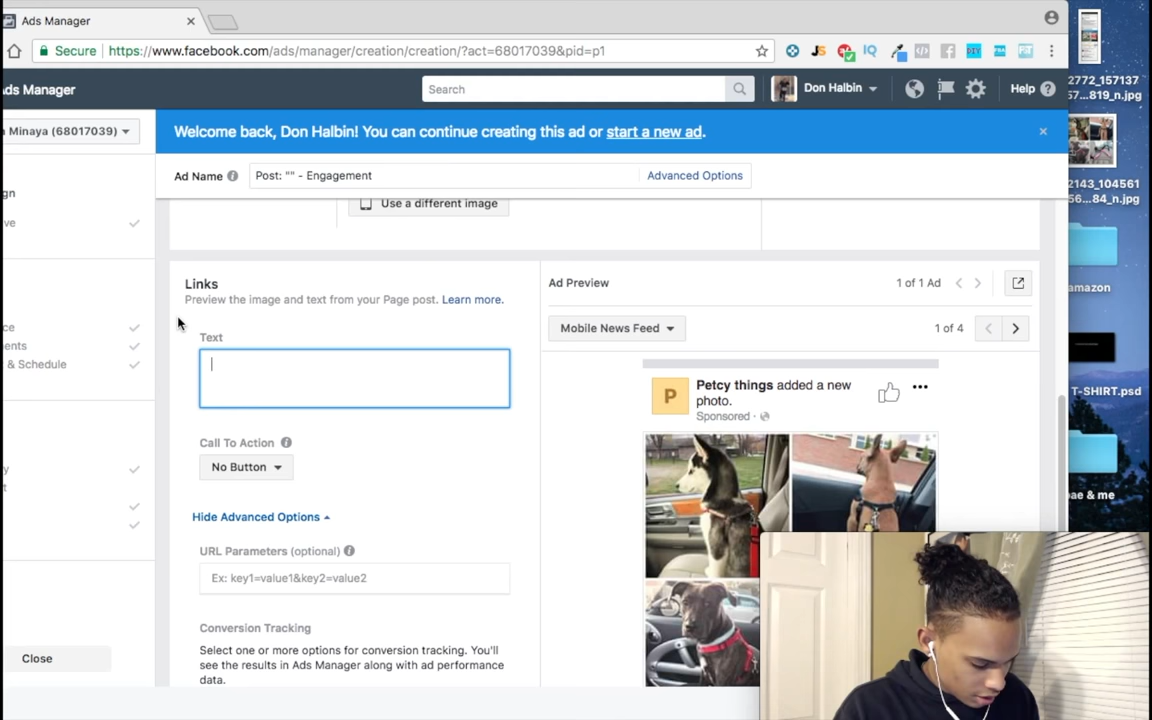 Ads Manager
Secure https://www.facebook.com/ads/manager/creation/creation/?act=68017039&pid=p1
JS
IQ
DIY
Ads Manager
Search
Don Halbin
Help
2772_157137
57...819_n.jpg
Minaya (68017039)
Welcome back, Don Halbin! You can continue creating this ad or start a new ad.
Ad Name
Post: "" - Engagement
Advanced Options
2143_104561
56...84_n.jpg
Use a different image
amazon
Links
Preview the image and text from your Page post. Learn more.
Text
Call To Action
No Button
Hide Advanced Options
URL Parameters (optional)
Ex: key1=value1&key2=value2
Conversion Tracking
Select one or more options for conversion tracking. You'll
see the results in Ads Manager along with ad performance
data.
Ad Preview
1 of 1 Ad
Mobile News Feed
1 of 4
P
Petcy things added a new
photo.
Sponsored
& Schedule
T-SHIRT.psd
& me
Close